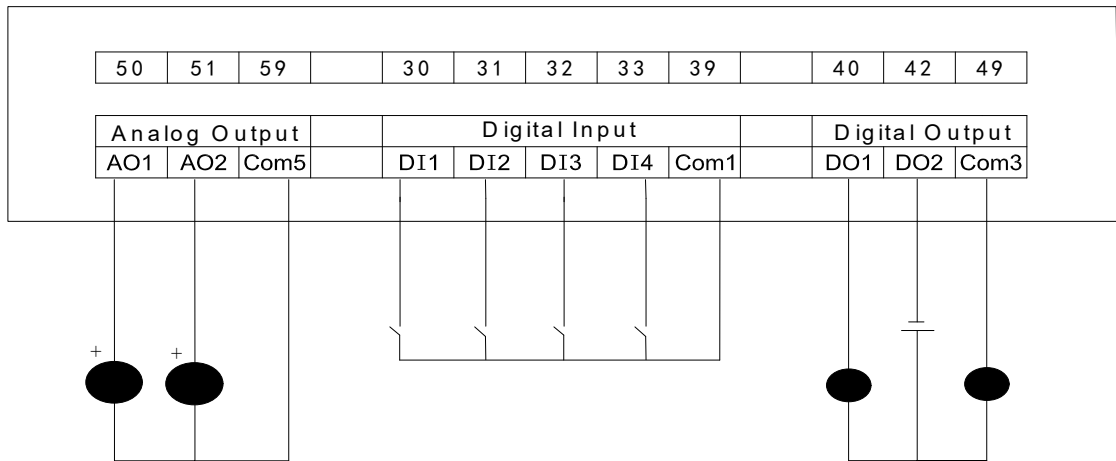 50 51 59 30 31 32 33 39 40 42 49
Analog Output Digital Input Digital Output
AO1 AO2 Com5 DI1 DI2 DI3 DI4 Com1 DO1 DO2 Com3
+ +